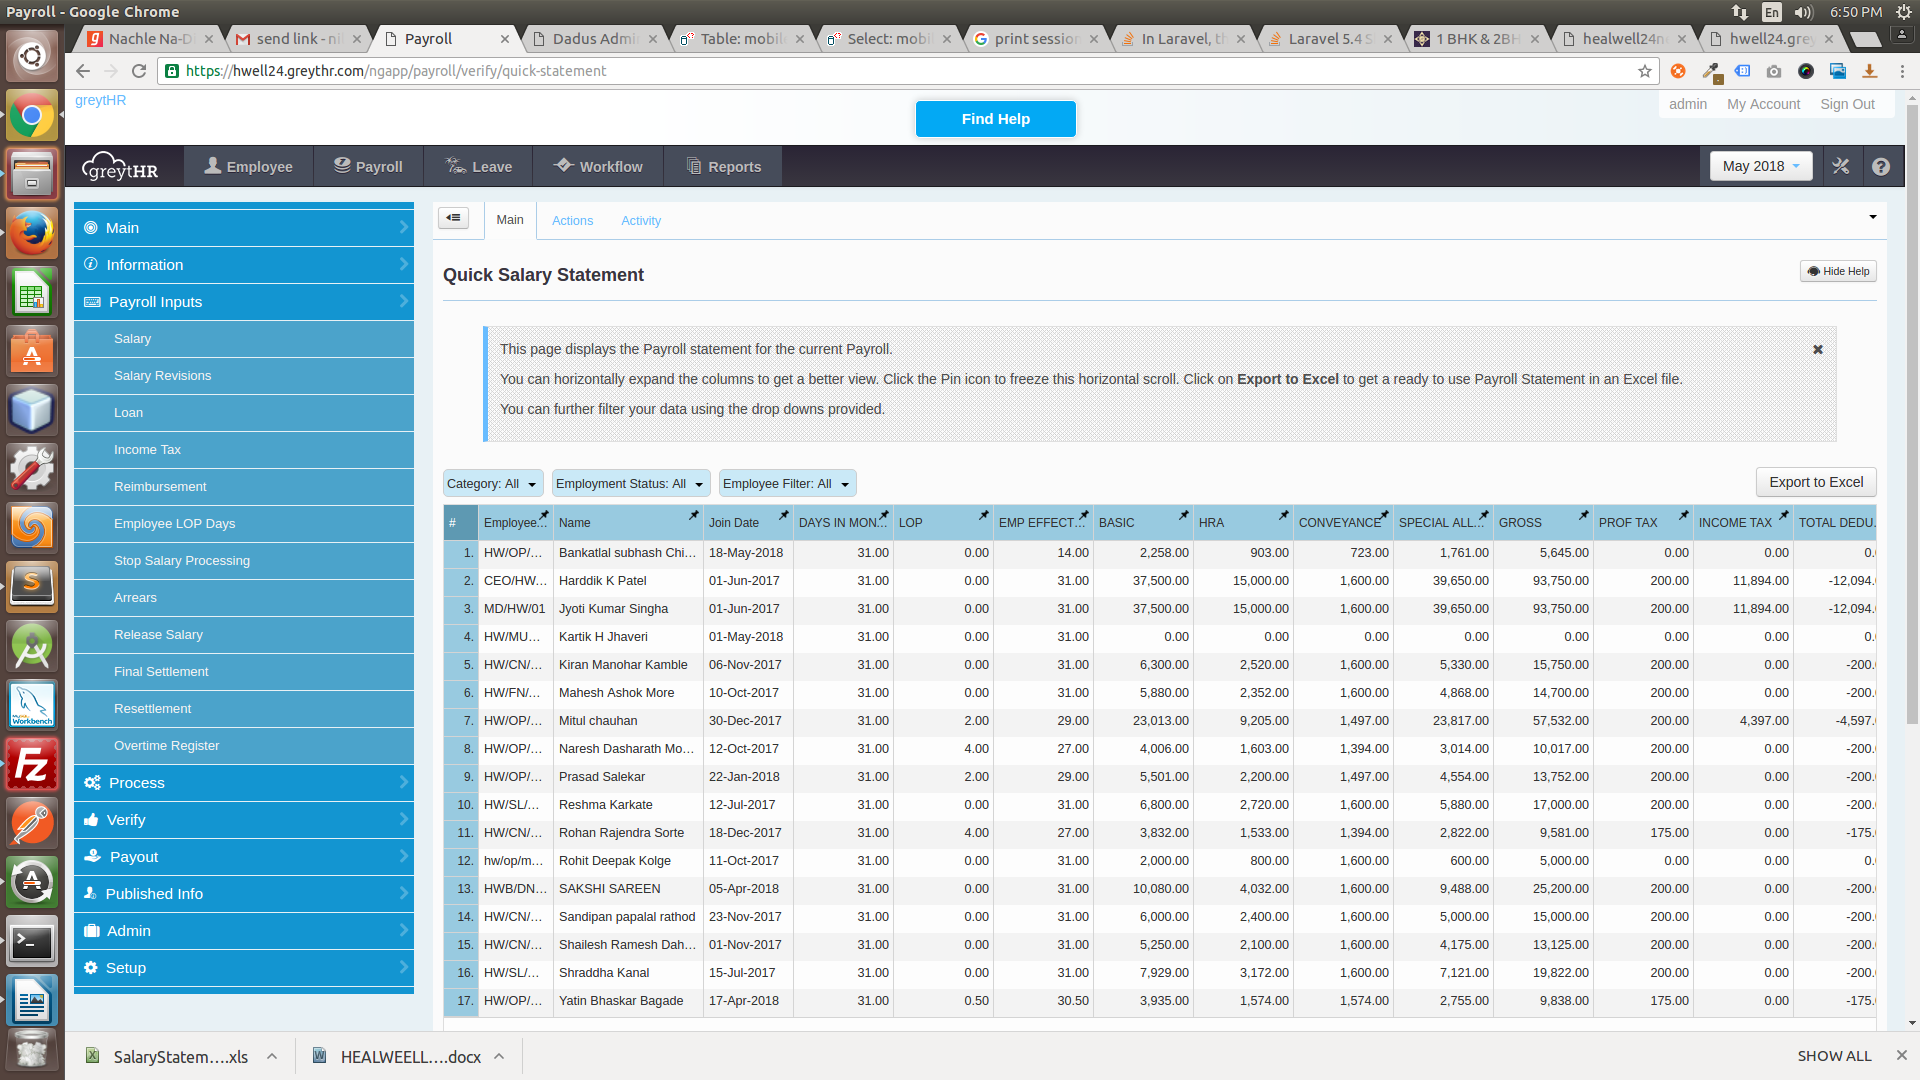 Payroll - Google Chrome
En
6:50 PM
Nachle Na-D
send link - ni
Payroll
Dadus Admi
Table: mobil
Select: mobi
print session
In Laravel, th
Laravel 5.4 S
1 BHK & 2BH
healwell24n
hwell24.grey
https://hwell24.greythr.com/ngapp/payroll/verify/quick-statement
greytHR
Find Help
admin My Account Sign Out
greytHR
Employee
Payroll
Leave
Workflow
Reports
May 2018
Main
Information
Payroll Inputs
Salary
Salary Revisions
Loan
Income Tax
Reimbursement
Employee LOP Days
Stop Salary Processing
Arrears
Release Salary
Final Settlement
Resettlement
Overtime Register
Process
Verify
Payout
Published Info
Admin
Setup
Main Actions Activity
Quick Salary Statement
Hide Help
This page displays the Payroll statement for the current Payroll.
You can horizontally expand the columns to get a better view. Click the Pin icon to freeze this horizontal scroll. Click on Export to Excel to get a ready to use Payroll Statement in an Excel file.
You can further filter your data using the drop downs provided.
Category: All Employment Status: All Employee Filter: All
Export to Excel
# Employee... Name Join Date DAYS IN MON... LOP EMP EFFECT... BASIC HRA CONVEYANCE SPECIAL ALL... GROSS PROF TAX INCOME TAX TOTAL DEDU.
1. HW/OP/... Bankatlal subhash Chi... 18-May-2018 31.00 0.00 14.00 2,258.00 903.00 723.00 1,761.00 5,645.00 0.00 0.00 0.
2. CEO/HW... Harddik K Patel 01-Jun-2017 31.00 0.00 31.00 37,500.00 15,000.00 1,600.00 39,650.00 93,750.00 200.00 11,894.00 -12,094.
3. MD/HW/01 Jyoti Kumar Singha 01-Jun-2017 31.00 0.00 31.00 37,500.00 15,000.00 1,600.00 39,650.00 93,750.00 200.00 11,894.00 -12,094.
4. HW/MU... Kartik H Jhaveri 01-May-2018 31.00 0.00 31.00 0.00 0.00 0.00 0.00 0.00 0.00 0.00 0.
5. HW/CN/... Kiran Manohar Kamble 06-Nov-2017 31.00 0.00 31.00 6,300.00 2,520.00 1,600.00 5,330.00 15,750.00 200.00 0.00 -200.
6. HW/FN/... Mahesh Ashok More 10-Oct-2017 31.00 0.00 31.00 5,880.00 2,352.00 1,600.00 4,868.00 14,700.00 200.00 0.00 -200.
7. HW/OP/... Mitul chauhan 30-Dec-2017 31.00 2.00 29.00 23,013.00 9,205.00 1,497.00 23,817.00 57,532.00 200.00 4,397.00 -4,597.
8. HW/OP/... Naresh Dasharath Mo... 12-Oct-2017 31.00 4.00 27.00 4,006.00 1,603.00 1,394.00 3,014.00 10,017.00 200.00 0.00 -200.
9. HW/OP/... Prasad Salekar 22-Jan-2018 31.00 2.00 29.00 5,501.00 2,200.00 1,497.00 4,554.00 13,752.00 200.00 0.00 -200.
10. HW/SL/... Reshma Karkate 12-Jul-2017 31.00 0.00 31.00 6,800.00 2,720.00 1,600.00 5,880.00 17,000.00 200.00 0.00 -200.
11. HW/CN/... Rohan Rajendra Sorte 18-Dec-2017 31.00 4.00 27.00 3,832.00 1,533.00 1,394.00 2,822.00 9,581.00 175.00 0.00 -175.
12. hw/op/m... Rohit Deepak Kolge 11-Oct-2017 31.00 0.00 31.00 2,000.00 800.00 1,600.00 600.00 5,000.00 0.00 0.00 0.
13. HWB/DN... SAKSHI SAREEN 05-Apr-2018 31.00 0.00 31.00 10,080.00 4,032.00 1,600.00 9,488.00 25,200.00 200.00 0.00 -200.
14. HW/CN/... Sandipan papalal rathod 23-Nov-2017 31.00 0.00 31.00 6,000.00 2,400.00 1,600.00 5,000.00 15,000.00 200.00 0.00 -200.
15. HW/CN/... Shailesh Ramesh Dah... 01-Nov-2017 31.00 0.00 31.00 5,250.00 2,100.00 1,600.00 4,175.00 13,125.00 200.00 0.00 -200.
16. HW/SL/... Shraddha Kanal 15-Jul-2017 31.00 0.00 31.00 7,929.00 3,172.00 1,600.00 7,121.00 19,822.00 200.00 0.00 -200.
17. HW/OP/... Yatin Bhaskar Bagade 17-Apr-2018 31.00 0.50 30.50 3,935.00 1,574.00 1,574.00 2,755.00 9,838.00 175.00 0.00 -175.
Workbench
Fz
SalaryStatem....xls
HEALWEELL....docx
SHOW ALL